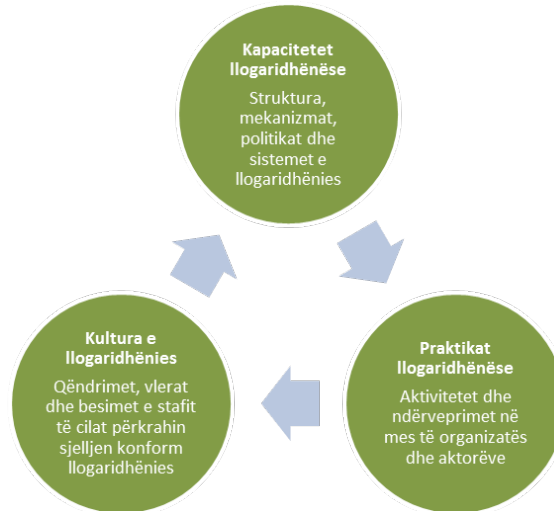 Kapacitetet
llogaridhënëse
Struktura,
mekanizmat,
politikat dhe
sistemet e
llogaridhënies
Kultura e
llogaridhënies
Qëndrimet, vlerat
dhe besimet e stafit
të cilat përkrahin
sjelljen konform
llogaridhënies
Praktikat
llogaridhënëse
Aktivitetet dhe
ndërveprimet në
mes të organizatës
dhe aktorëve